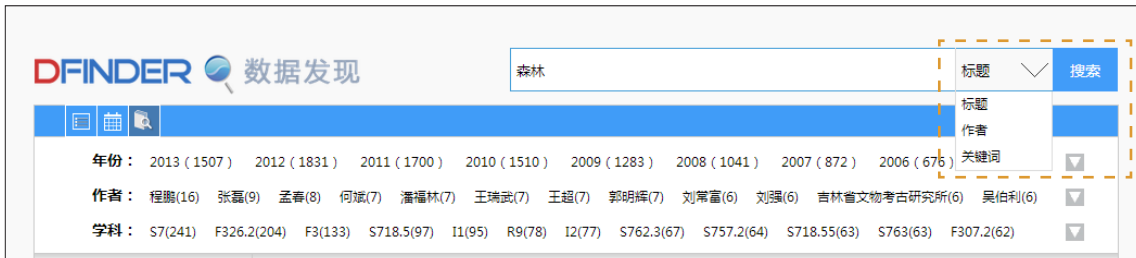 DFINDER 数据发现
森林
标题
搜索
标题
作者
关键词
年份： 2013 ( 1507 ) 2012 ( 1831 ) 2011 ( 1700 ) 2010 ( 1510 ) 2009 ( 1283 ) 2008 ( 1041 ) 2007 ( 872 ) 2006 ( 676 )
作者： 程鹏(16) 张磊(9) 孟春(8) 何斌(7) 潘福林(7) 王瑞武(7) 王超(7) 郭明辉(7) 刘常富(6) 刘强(6) 吉林省文物考古研究所(6) 吴伯利(6)
学科： S7(241) F326.2(204) F3(133) S718.5(97) I1(95) R9(78) I2(77) S762.3(67) S757.2(64) S718.55(63) S763(63) F307.2(62)